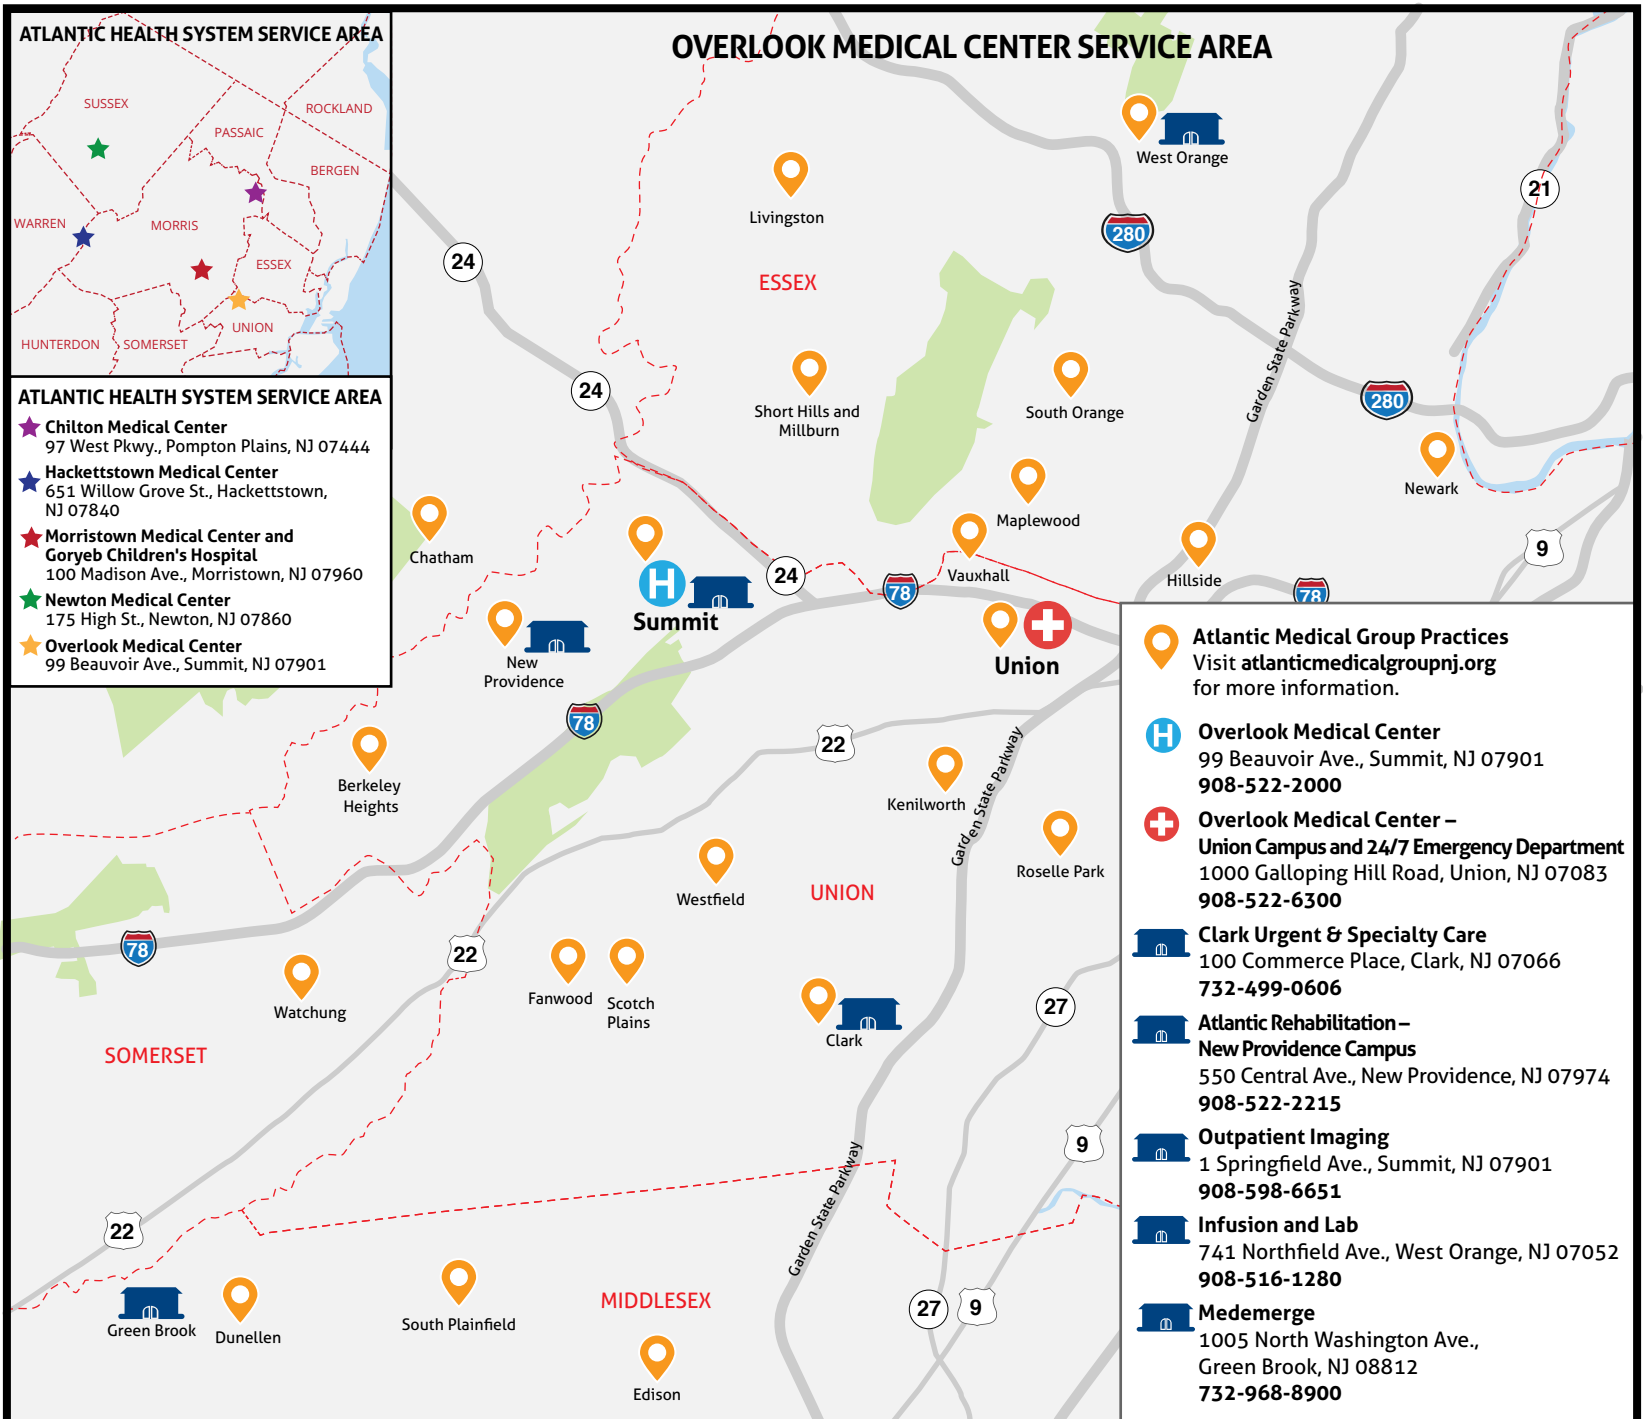 ATLANTIC HEALTH SYSTEM SERVICE AREA
SUSSEX
ROCKLAND
PASSAIC
BERGEN
WARREN
MORRIS
ESSEX
UNION
HUNTERDON
SOMERSET
ATLANTIC HEALTH SYSTEM SERVICE AREA
Chilton Medical Center
97 West Pkwy., Pompton Plains, NJ 07444
Hackettstown Medical Center
651 Willow Grove St., Hackettstown,
NJ 07840
Morristown Medical Center and
Goryeb Children's Hospital
100 Madison Ave., Morristown, NJ 07960
Newton Medical Center
175 High St., Newton, NJ 07860
Overlook Medical Center
99 Beauvoir Ave., Summit, NJ 07901
OVERLOOK MEDICAL CENTER SERVICE AREA
West Orange
21
Livingston
280
24
ESSEX
Garden State Parkway
24
280
Short Hills and
Millburn
South Orange
Newark
Maplewood
Chatham
9
24
Vauxhall
Hillside
78
78
H
Summit
Union
New
Providence
78
22
Berkeley
Heights
Kenilworth
Garden State Parkway
Roselle Park
Westfield
UNION
78
22
Watchung
Fanwood
Scotch
Plains
27
Clark
SOMERSET
9
Garden State Parkway
22
Green Brook
Dunellen
South Plainfield
MIDDLESEX
27
9
Edison
Atlantic Medical Group Practices
Visit atlanticmedicalgroupnj.org
for more information.
H
Overlook Medical Center
99 Beauvoir Ave., Summit, NJ 07901
908-522-2000
Overlook Medical Center –
Union Campus and 24/7 Emergency Department
1000 Galloping Hill Road, Union, NJ 07083
908-522-6300
Clark Urgent & Specialty Care
100 Commerce Place, Clark, NJ 07066
732-499-0606
Atlantic Rehabilitation –
New Providence Campus
550 Central Ave., New Providence, NJ 07974
908-522-2215
Outpatient Imaging
1 Springfield Ave., Summit, NJ 07901
908-598-6651
Infusion and Lab
741 Northfield Ave., West Orange, NJ 07052
908-516-1280
Medemerge
1005 North Washington Ave.,
Green Brook, NJ 08812
732-968-8900